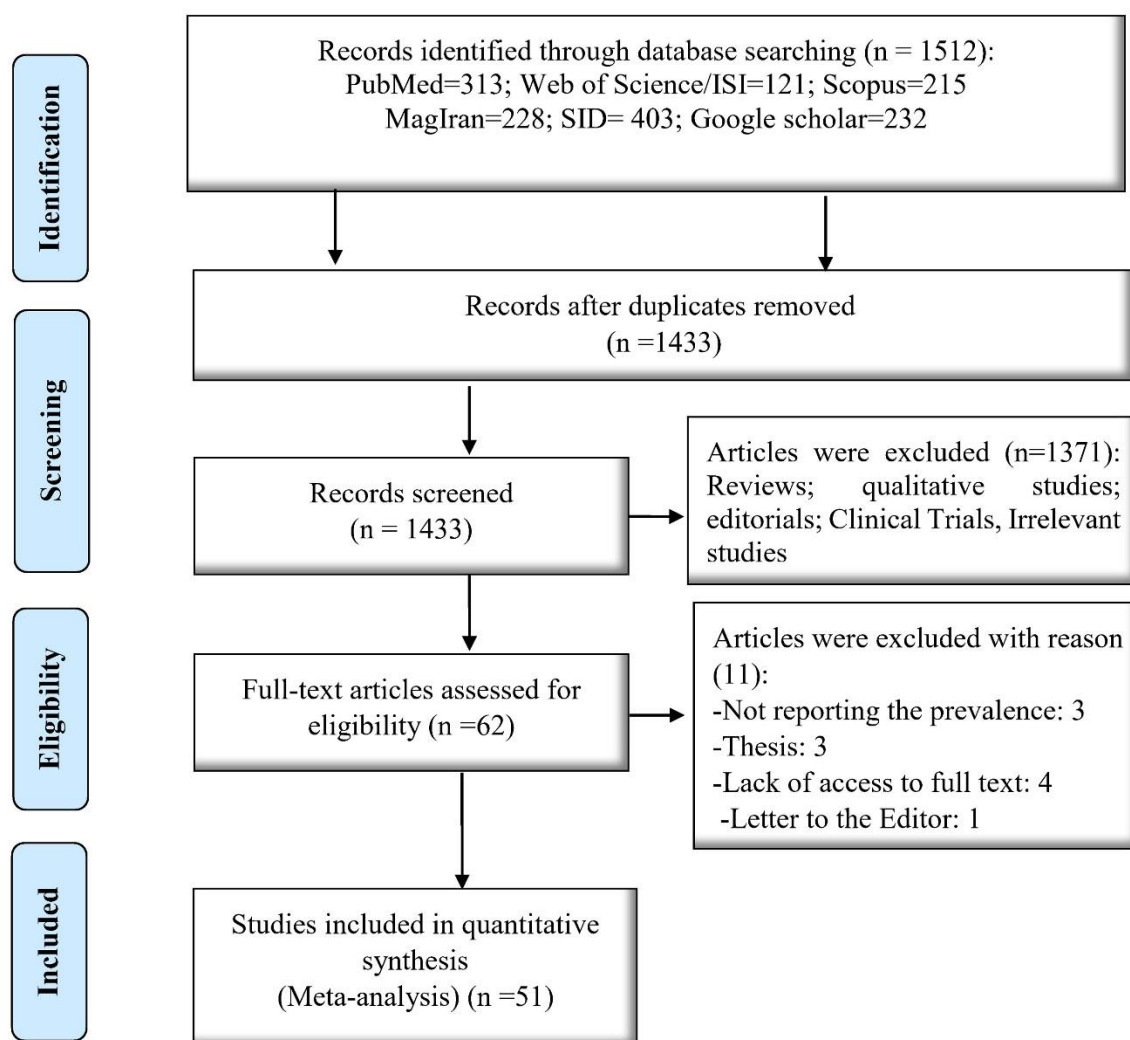 Identification
Records identified through database searching (n = 1512):
PubMed=313; Web of Science/ISI=121; Scopus=215
MagIran=228; SID= 403; Google scholar=232
Records after duplicates removed
(n =1433)
Screening
Records screened
(n = 1433)
Articles were excluded (n=1371):
Reviews; qualitative studies;
editorials; Clinical Trials, Irrelevant
studies
Eligibility
Full-text articles assessed for
eligibility (n =62)
Articles were excluded with reason
(11):
-Not reporting the prevalence: 3
-Thesis: 3
-Lack of access to full text: 4
-Letter to the Editor: 1
Included
Studies included in quantitative
synthesis
(Meta-analysis) (n =51)